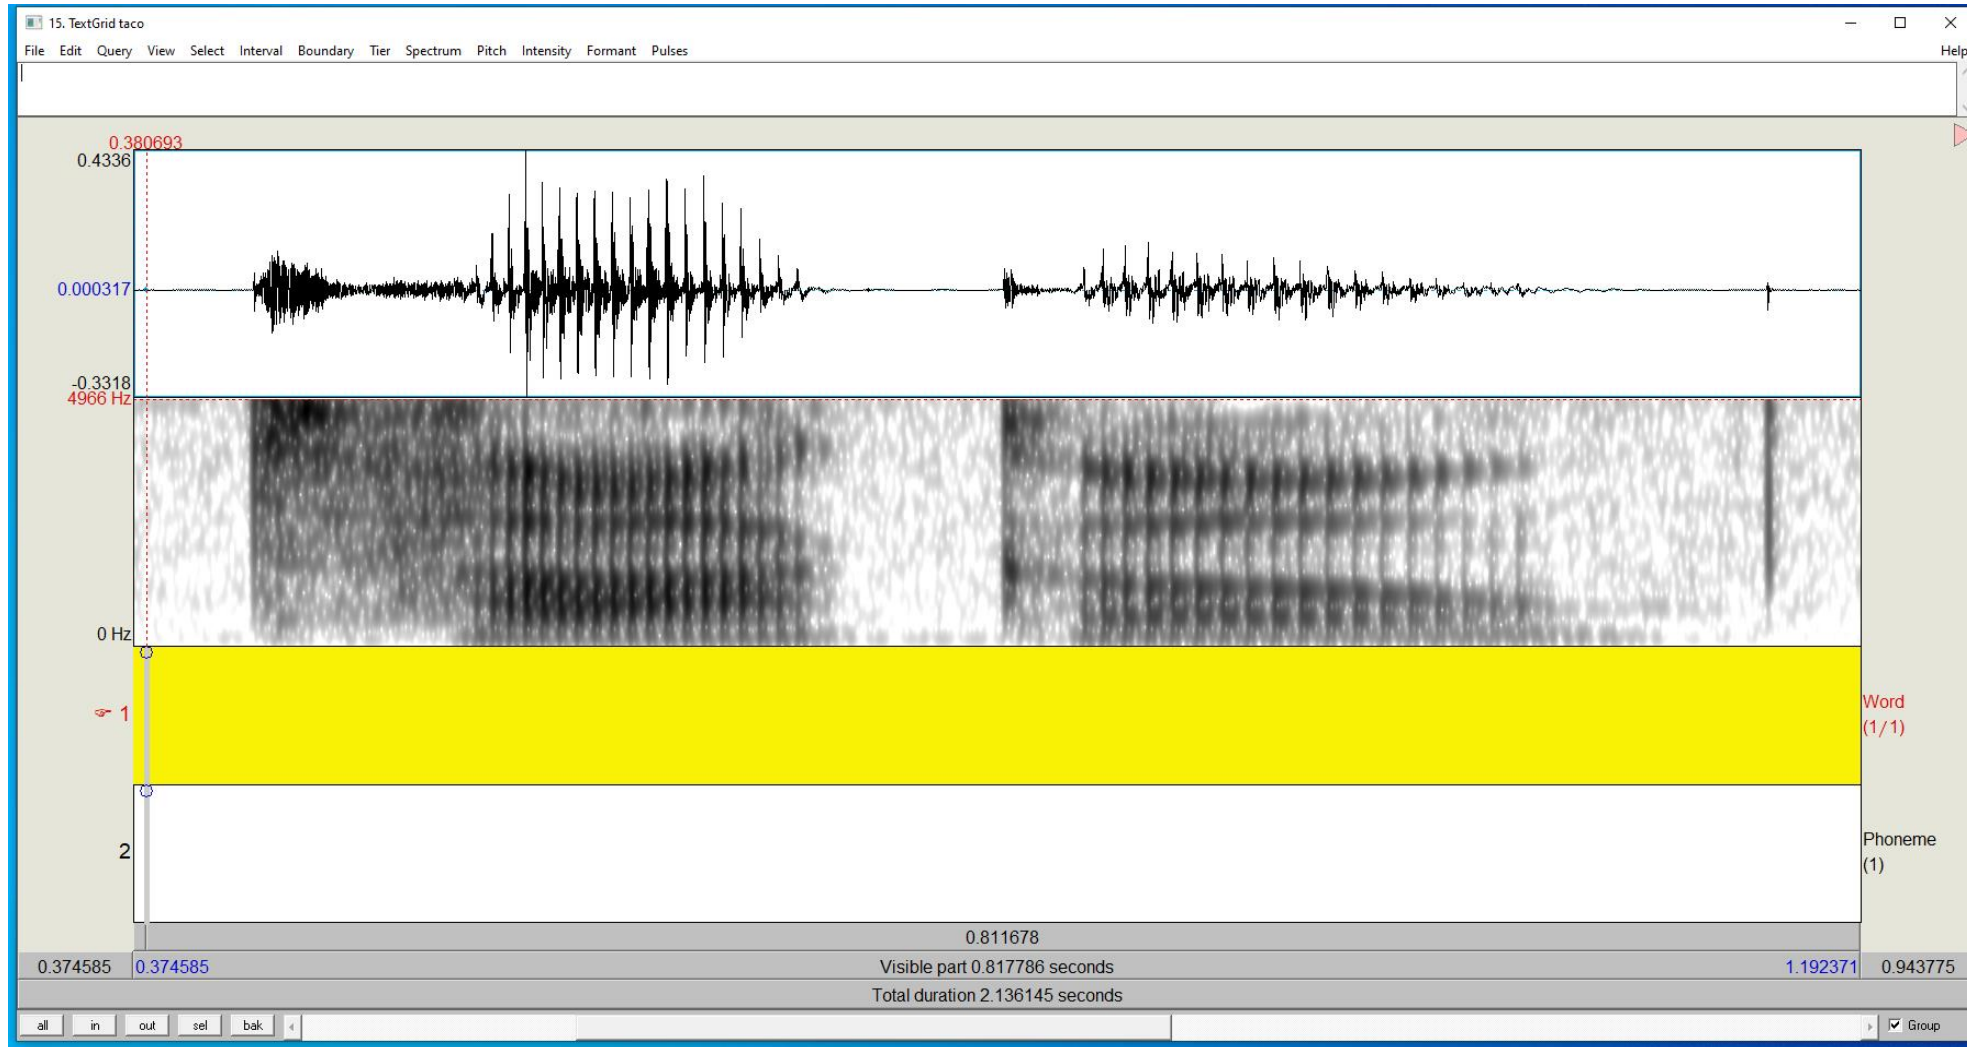 15. TextGrid taco
File Edit Query View Select Interval Boundary Tier Spectrum Pitch Intensity Formant Pulses Help
0.380693
0.4336
0.000317
-0.3318
4966 Hz
0 Hz
☞ 1
Word
(1/1)
2
Phoneme
(1)
0.811678
0.374585 0.374585 Visible part 0.817786 seconds 1.192371 0.943775
Total duration 2.136145 seconds
all in out sel bak Group